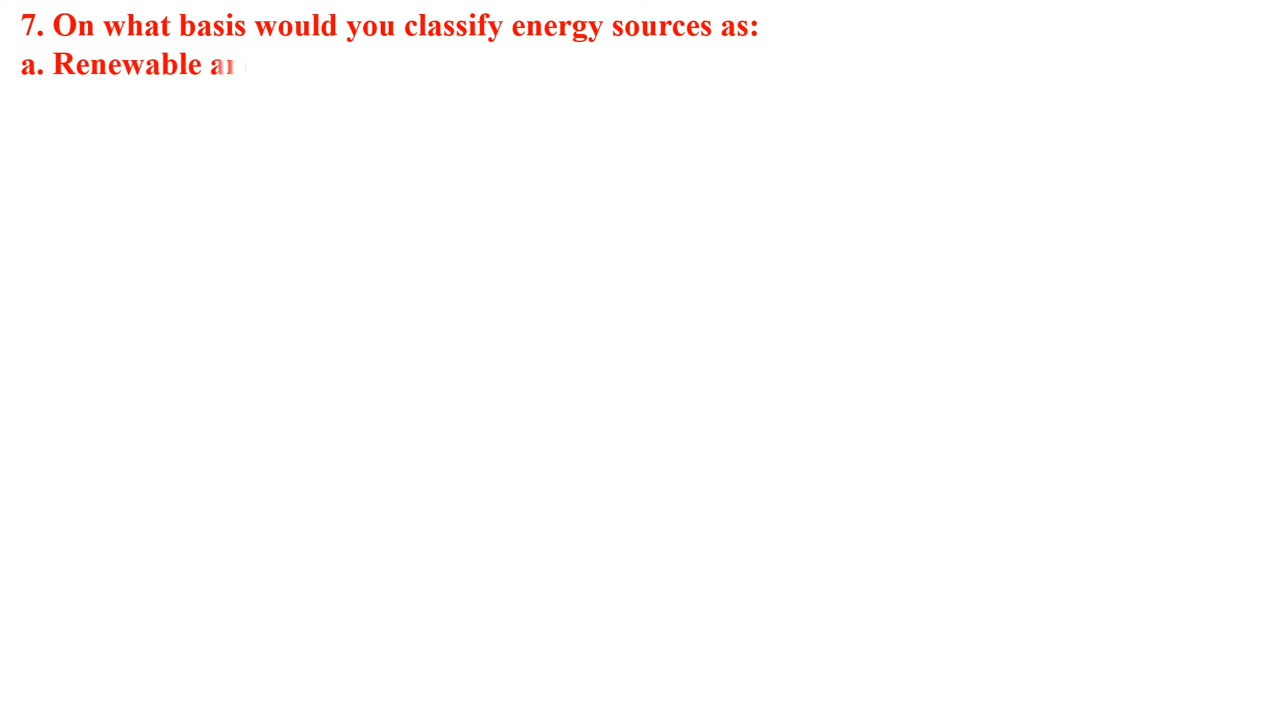 7. On what basis would you classify energy sources as:
a. Renewable